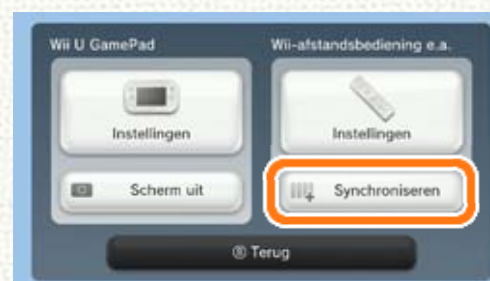 Wii U GamePad
Wii-afstandsbediening e.a.
Instellingen
Instellingen
Scherm uit
Synchroniseren
Ⓑ Terug